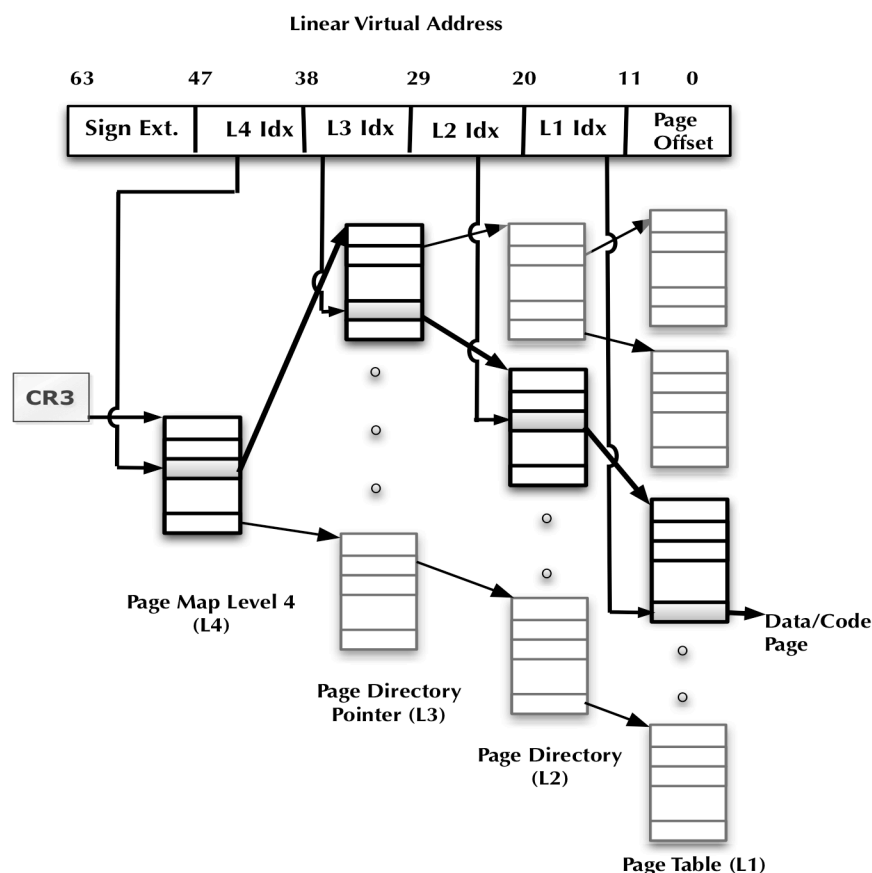 Linear Virtual Address
63 47 38 29 20 11 0
Sign Ext. L4 Idx L3 Idx L2 Idx L1 Idx Page Offset
CR3
Page Map Level 4
(L4)
Data/Code
Page
Page Directory
Pointer (L3)
Page Directory
(L2)
Page Table (L1)